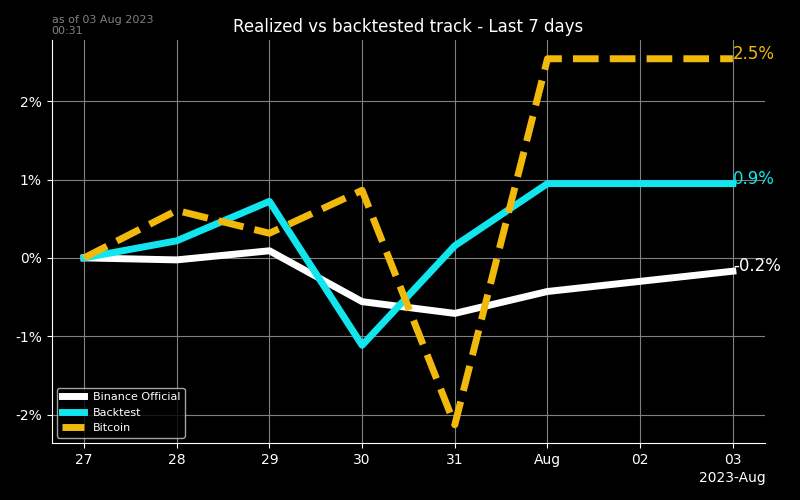 as of 03 Aug 2023
00:31
Realized vs backtested track - Last 7 days
2.5%
2%
1%
0.9%
0%
-0.2%
-1%
-2%
Binance Official
Backtest
Bitcoin
27 28 29 30 31 Aug 02 03
2023-Aug